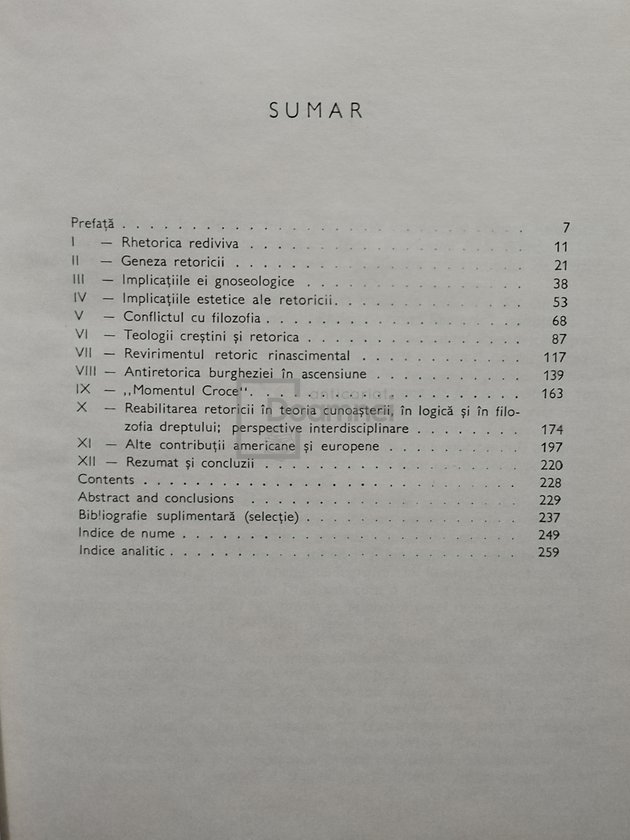 SUMAR
Prefață . . . . . . . . . . . . . . . . . . . . . . . . . . . . . 7
I — Rhetorica rediviva . . . . . . . . . . . . . . . . . . . . 11
II — Geneza retoricii . . . . . . . . . . . . . . . . . . . . . 21
III — Implicațiile ei gnoseologice . . . . . . . . . . . . . . . . 38
IV — Implicațiile estetice ale retoricii. . . . . . . . . . . . . . 53
V — Conflictul cu filozofia . . . . . . . . . . . . . . . . . . . 68
VI — Teologii creștini și retorica . . . . . . . . . . . . . . . . 87
VII — Revirimentul retoric rinascimental . . . . . . . . . . . . 117
VIII — Antiretorica burgheziei în ascensiune . . . . . . . . . . . 139
IX — ,,Momentul Croce" . . . . . . . . . . . . . . . . . . . . 163
X — Reabilitarea retoricii în teoria cunoașterii, în logică și în filo-
zofia dreptului; perspective interdisciplinare . . . . . . . . 174
XI — Alte contribuții americane și europene . . . . . . . . . . 197
XII — Rezumat și concluzii . . . . . . . . . . . . . . . . . . . 220
Contents . . . . . . . . . . . . . . . . . . . . . . . . . . . . 228
Abstract and conclusions . . . . . . . . . . . . . . . . . . . . 229
Bibliografie suplimentară (selecție) . . . . . . . . . . . . . . . . 237
Indice de nume . . . . . . . . . . . . . . . . . . . . . . . . . 249
Indice analitic . . . . . . . . . . . . . . . . . . . . . . . . . . 259
anticariat
Doamnei